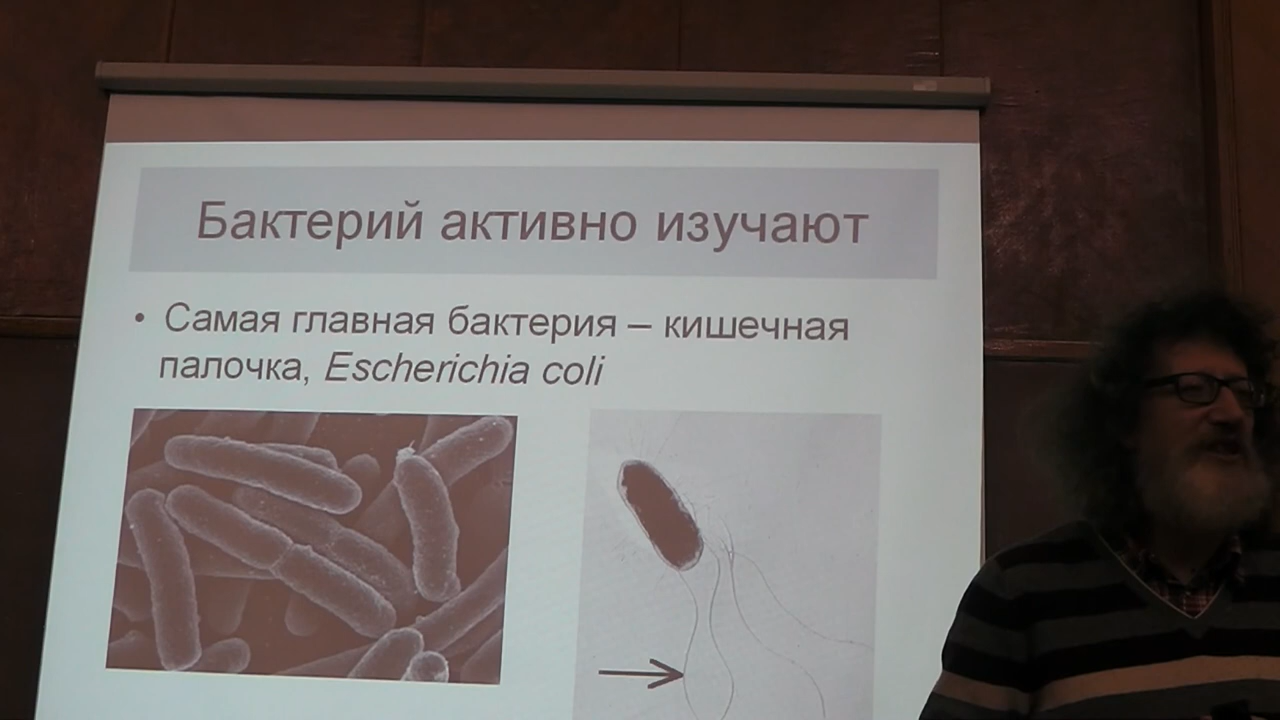 Бактерий активно изучают
• Самая главная бактерия – кишечная
палочка, Escherichia coli